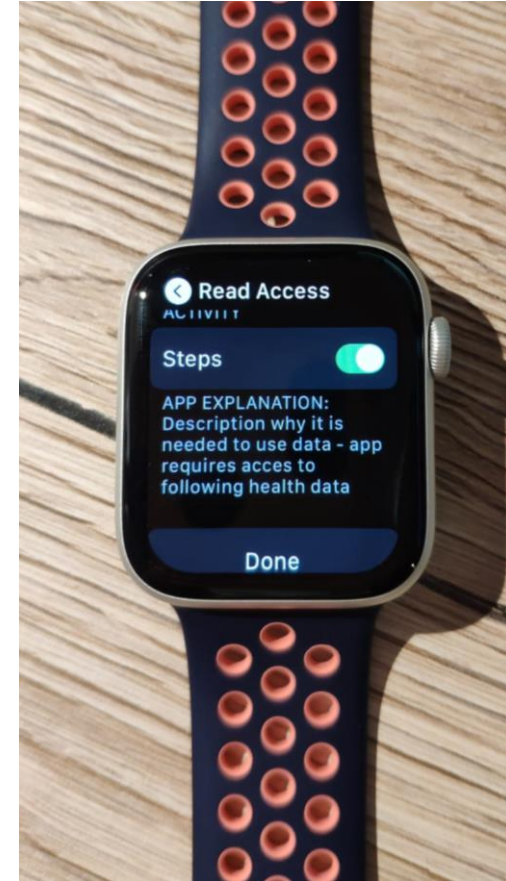 Read Access
ACTIVITY
Steps
APP EXPLANATION:
Description why it is
needed to use data - app
requires acces to
following health data
Done